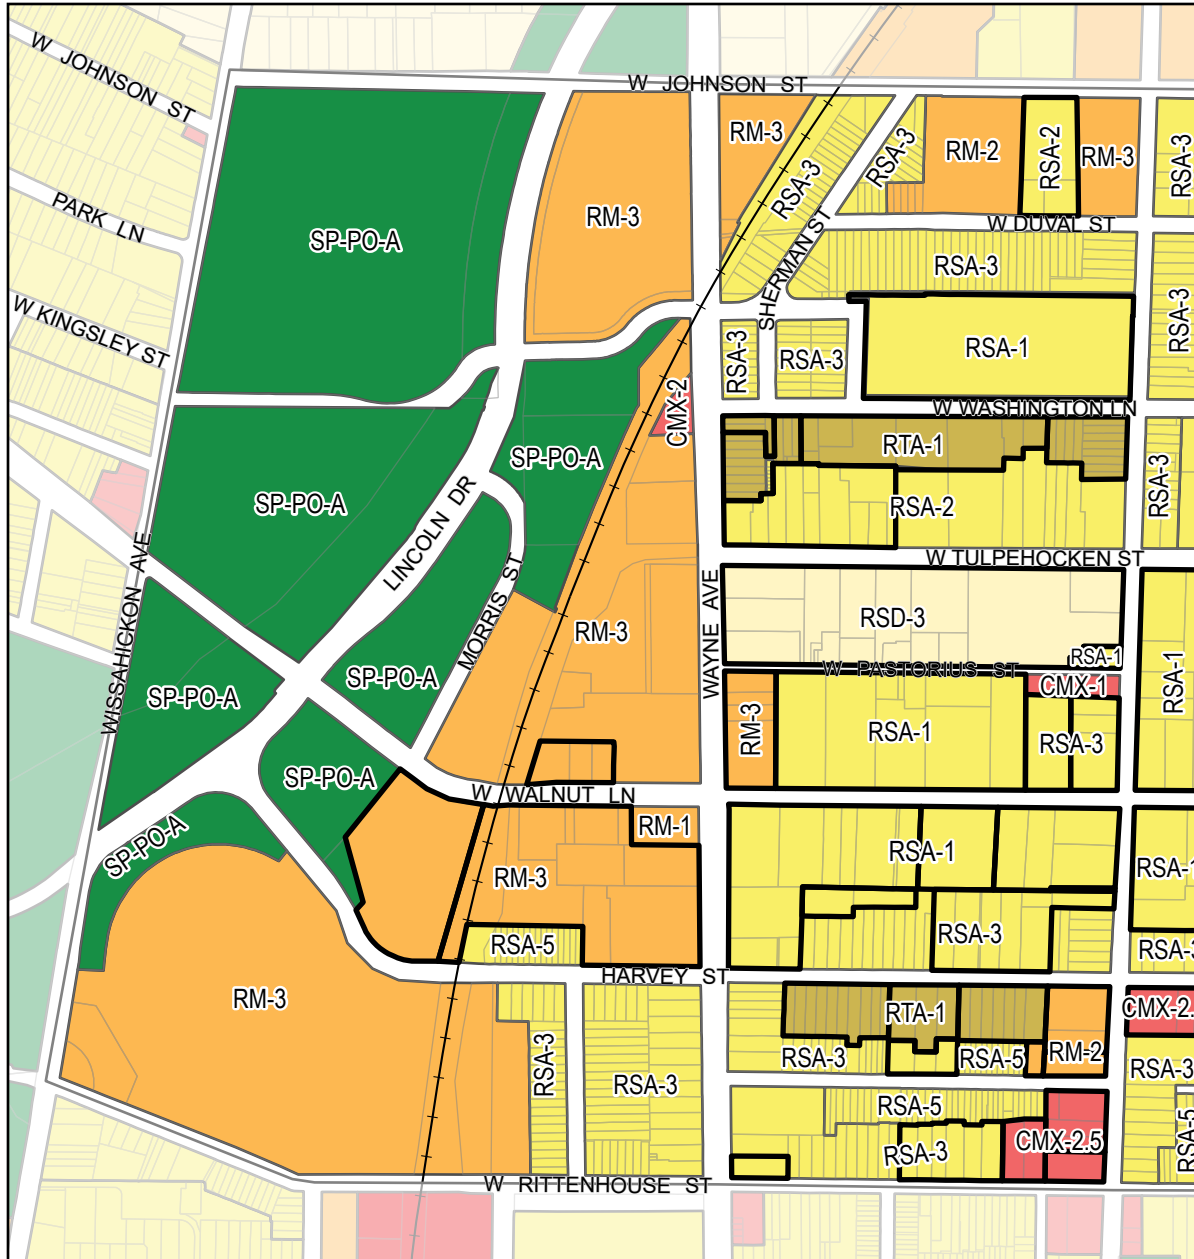 W JOHNSON ST
W JOHNSON ST
RM-3
RSA-3
RSA-3
RM-2
RSA-2
RM-3
RSA-3
PARK LN
SP-PO-A
RM-3
W DUVAL ST
SHERMAN ST
RSA-3
RSA-3
W KINGSLEY ST
RSA-3
RSA-3
RSA-1
CMX-2
W WASHINGTON LN
RTA-1
SP-PO-A
RSA-3
SP-PO-A
RSA-2
LINCOLN DR
W TULPEHOCKEN ST
WISSAHICKON AVE
MORRIS ST
RM-3
WAYNE AVE
RSD-3
RSA-1
W PASTORIUS ST
SP-PO-A
SP-PO-A
CMX-1
RSA-1
RM-3
RSA-1
RSA-3
SP-PO-A
W WALNUT LN
SP-PO-A
RM-1
RSA-1
RSA-1
RM-3
RSA-3
RSA-5
RSA-3
HARVEY ST
RM-3
RTA-1
CMX-2.
RSA-3
RSA-3
RSA-3
RSA-5
RM-2
RSA-3
RSA-5
CMX-2.5
RSA-3
RSA-5
W RITTENHOUSE ST